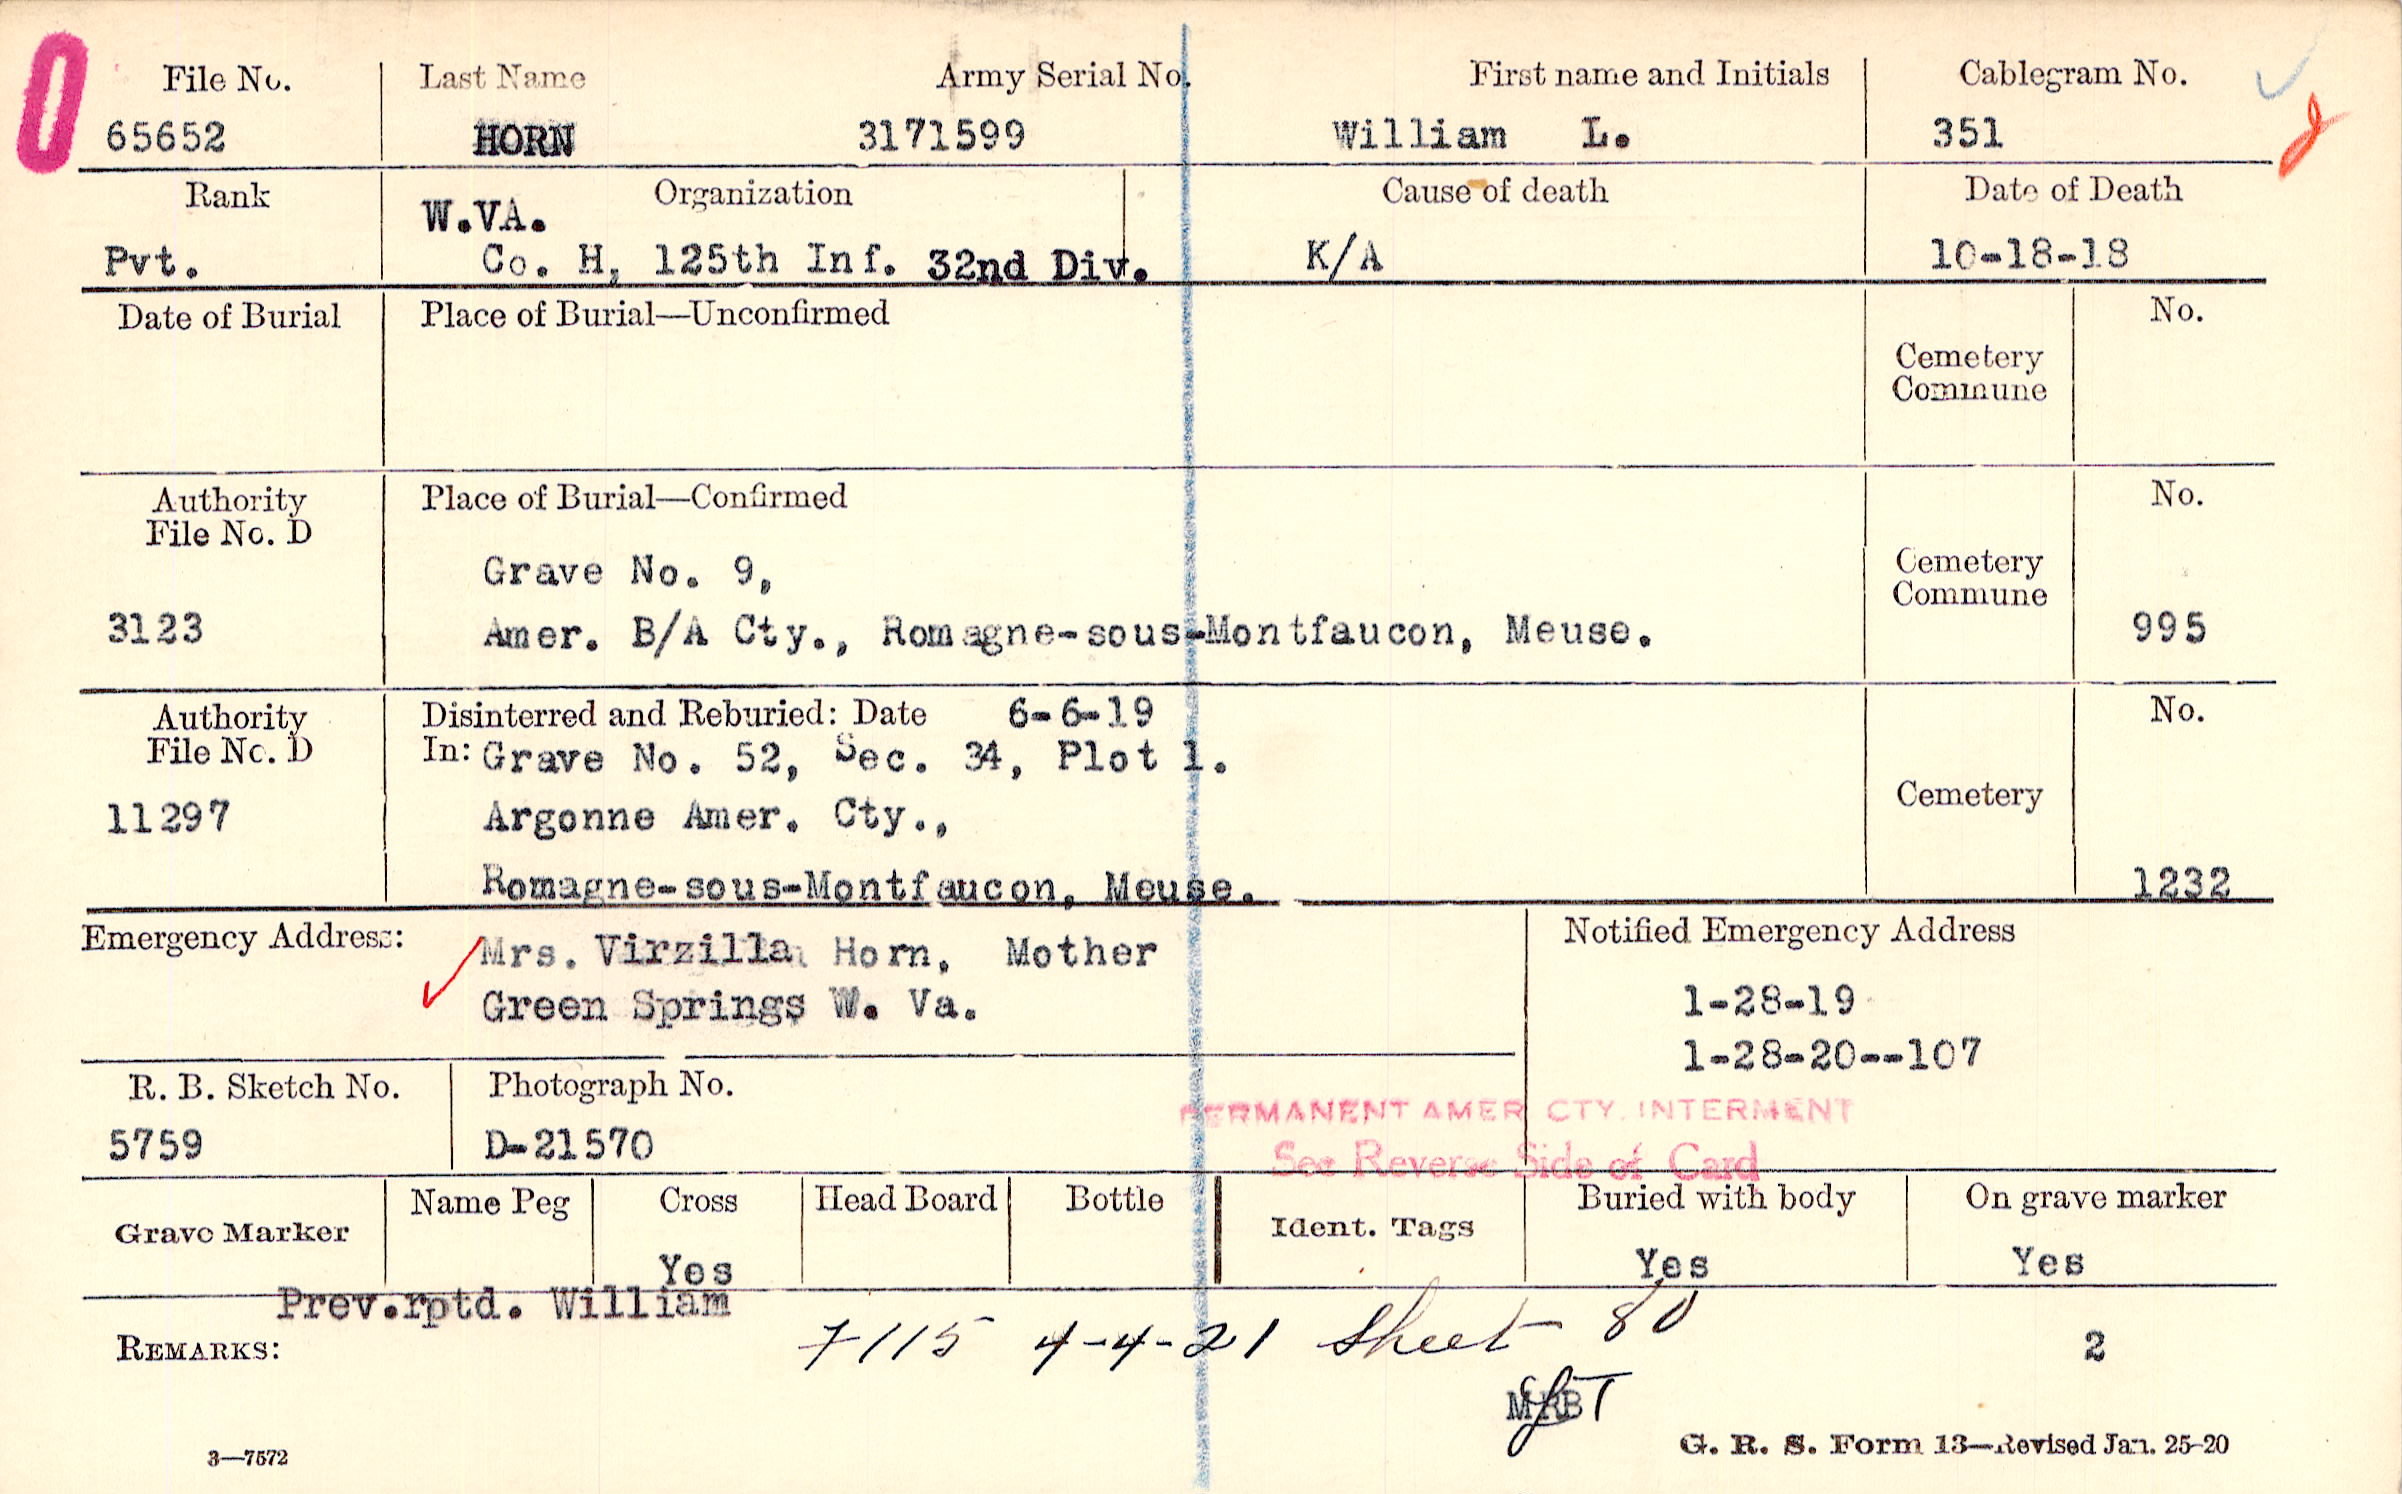 File No. Last Name Army Serial No. First name and Initials Cablegram No.
65652 HORN 3171599 William L. 351
Rank Organization Cause of death Date of Death
W.VA.
Pvt. Co. H, 125th Inf. 32nd Div. K/A 10-18-18
Date of Burial Place of Burial—Unconfirmed No.
Cemetery
Commune
Authority Place of Burial—Confirmed No.
File No. D
Grave No. 9,
Cemetery
Commune
3123 Amer. B/A Cty., Romagne-sous-Montfaucon, Meuse. 995
Authority Disinterred and Reburied: Date 6-6-19 No.
File No. D In: Grave No. 52, Sec. 34, Plot 1.
Cemetery
11297 Argonne Amer. Cty.,
Romagne-sous-Montfaucon, Meuse. 1232
Emergency Address: Mrs. Virzilla Horn, Mother Notified Emergency Address
Green Springs W. Va. 1-28-19
1-28-20--107
R. B. Sketch No. Photograph No.
PERMANENT AMER CTY. INTERMENT
5759 D-21570 See Reverse Side of Card
Grave Marker Name Peg Cross Head Board Bottle Ident. Tags Buried with body On grave marker
Yes Yes Yes
Prev.rptd. William
REMARKS: 7115 4-4-21 Sheet 80 2
MRB
3—7572 G. R. S. Form 13—Revised Jan. 25-20